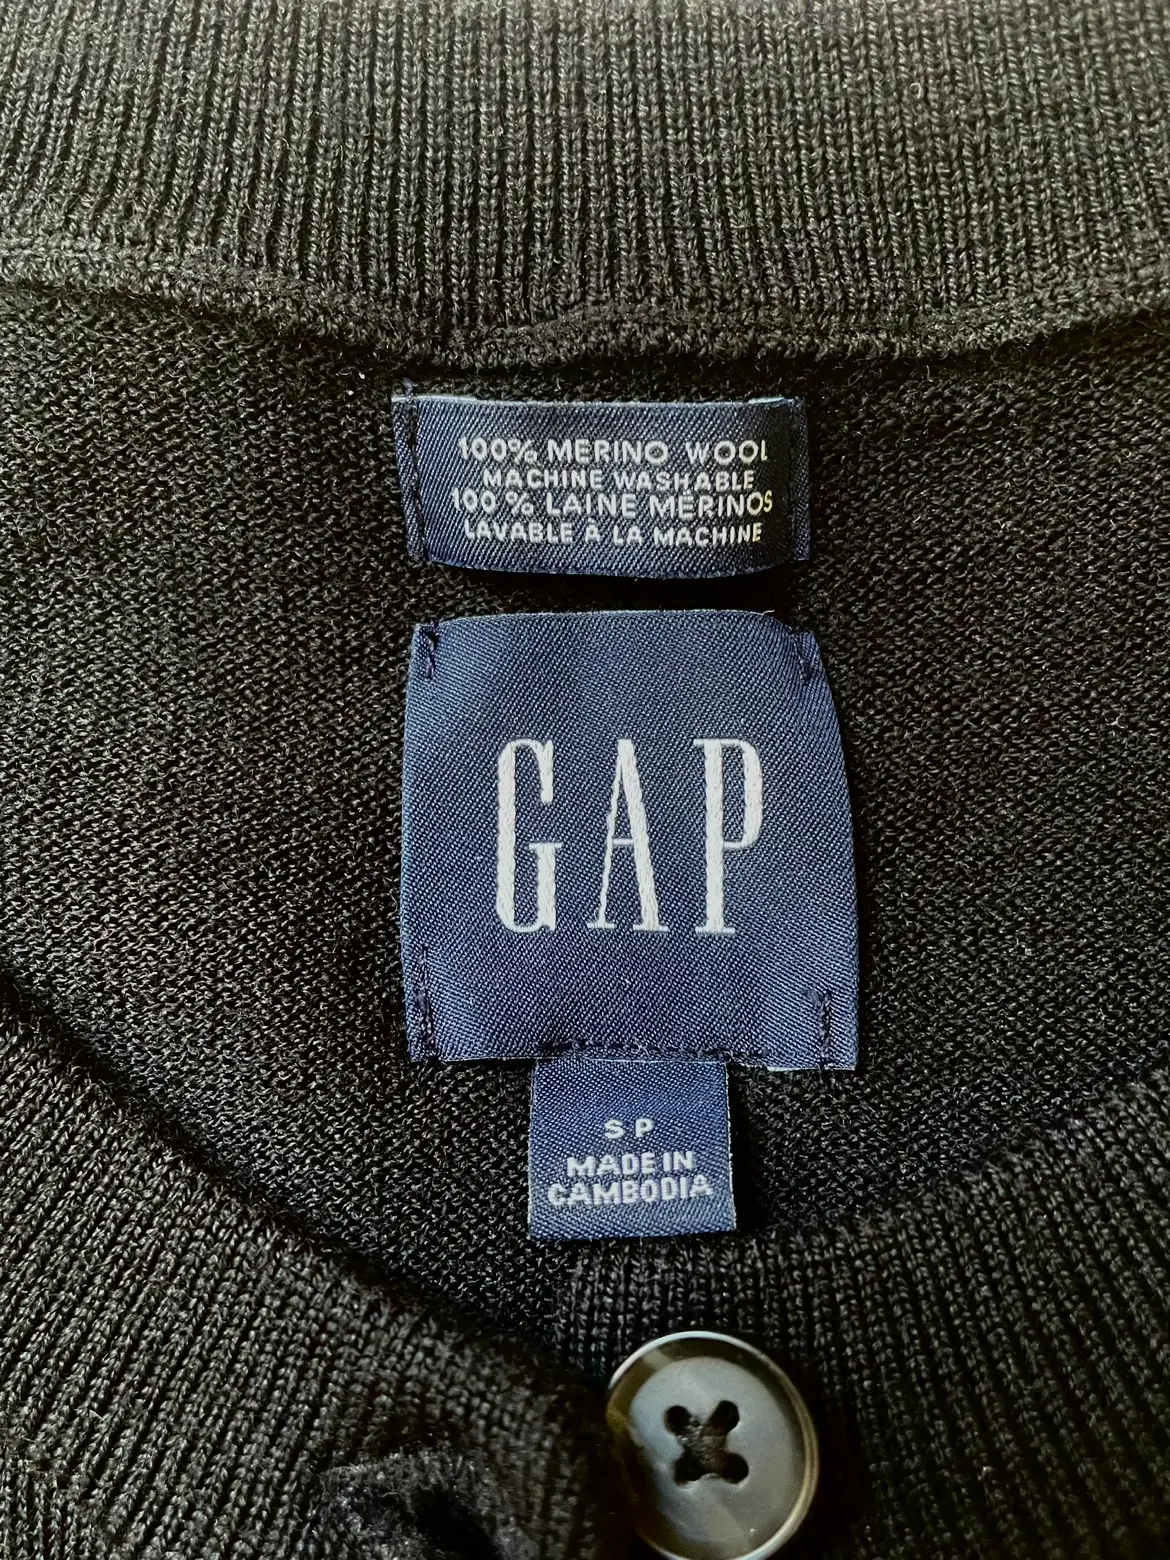 100% MERINO WOOL
MACHINE WASHABLE
100 % LAINE MÉRINOS
LAVABLE À LA MACHINE
GAP
S P
MADE IN
CAMBODIA